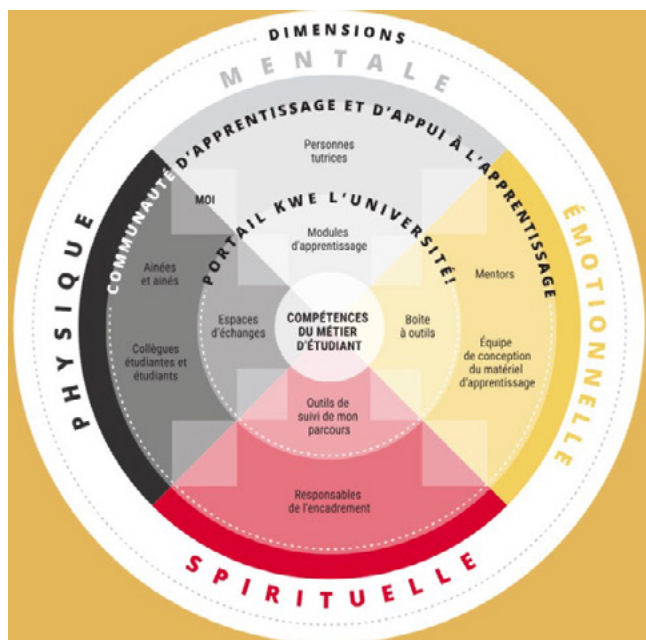 DIMENSIONS
MENTALE
COMMUNAUTÉ D'APPRENTISSAGE ET D'APPUI À L'APPRENTISSAGE
Personnes
tutrices
MOI
PORTAIL KWE L'UNIVERSITÉ!
Modules
d'apprentissage
PHYSIQUE
ÉMOTIONNELLE
Ainées
et ainés
Mentors
Espaces
d'échanges
COMPÉTENCES
DU MÉTIER
D'ÉTUDIANT
Boîte
à outils
Collègues
étudiantes et
étudiants
Équipe
de conception
du matériel
d'apprentissage
Outils de
suivi de mon
parcours
Responsables
de l'encadrement
SPIRITUELLE